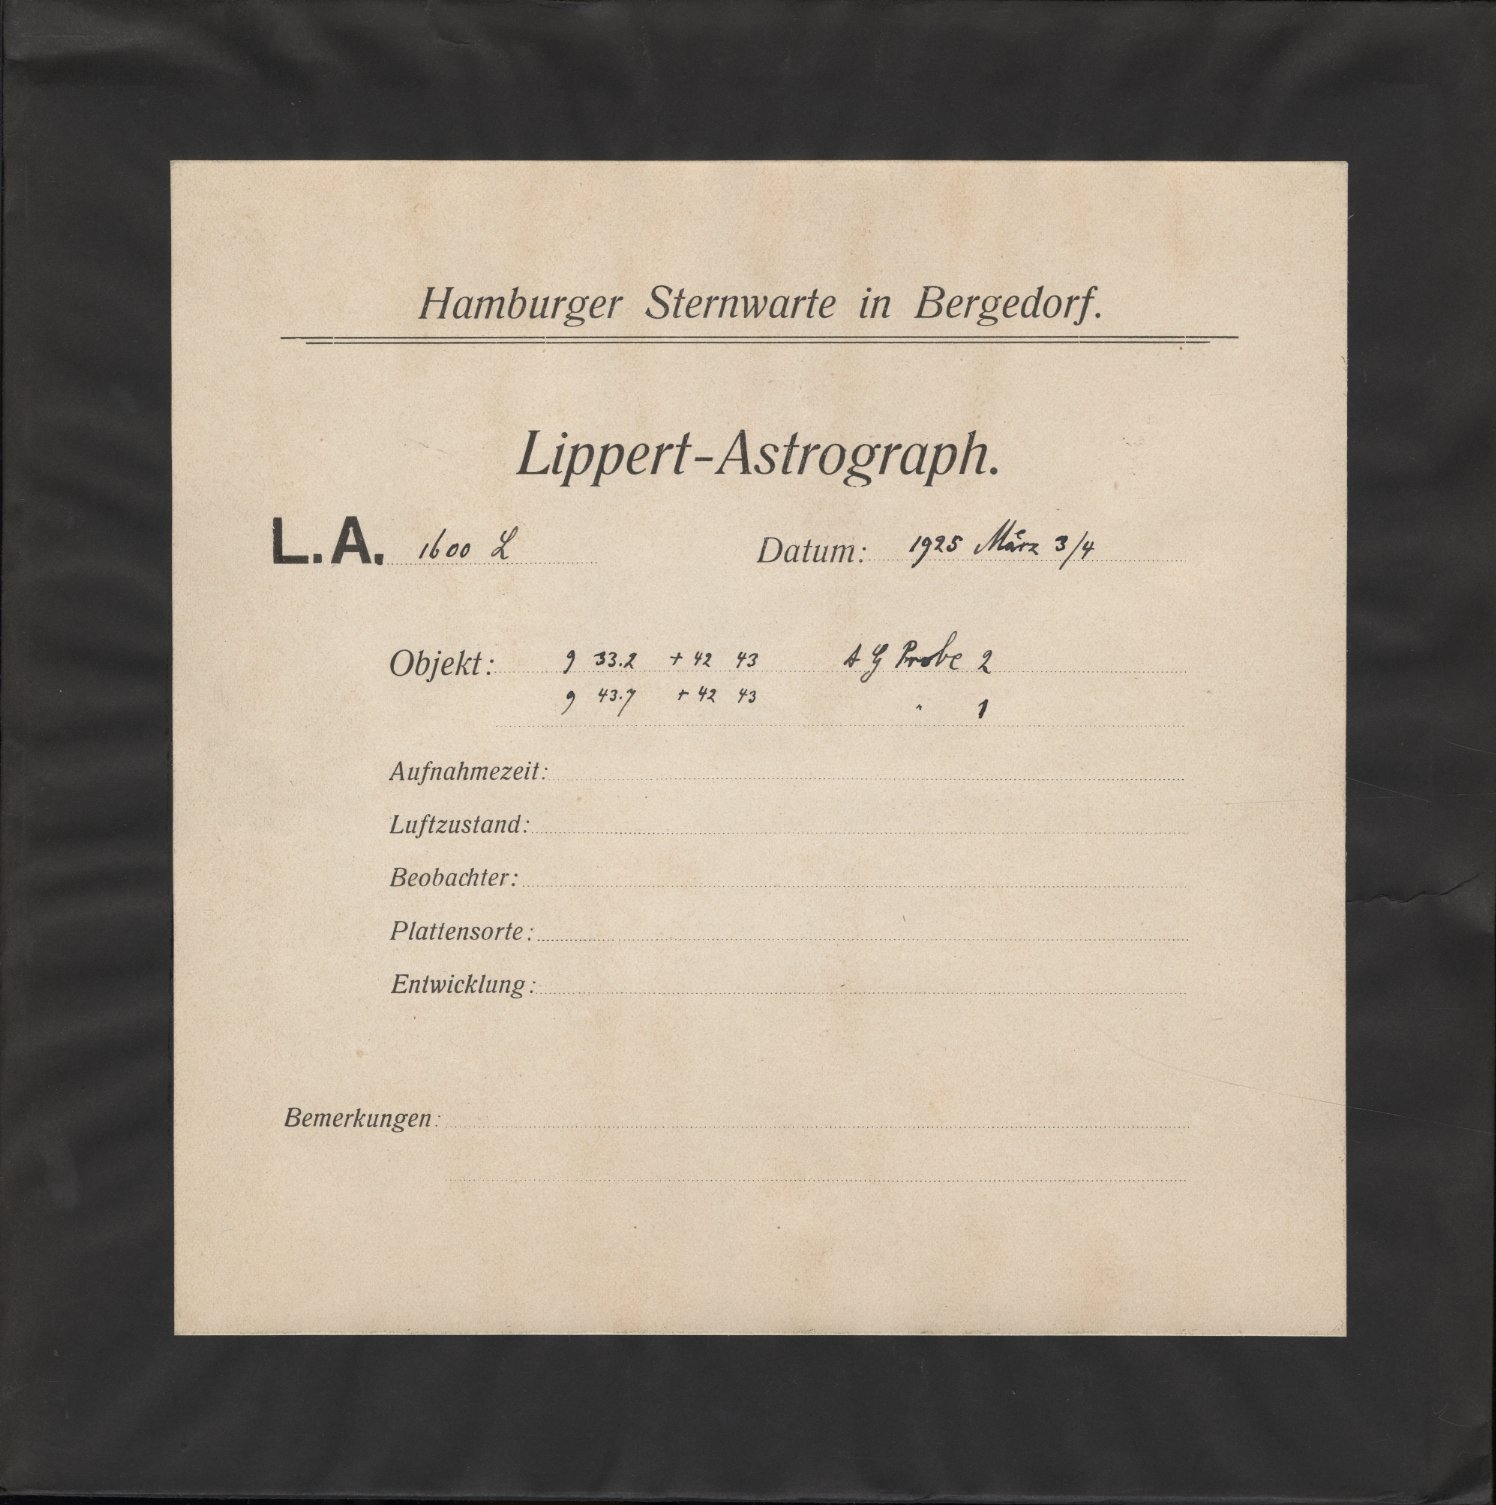 Hamburger Sternwarte in Bergedorf.
Lippert-Astrograph.
L.A. 1600 L Datum: 1925 März 3/4
Objekt: 9 33.2 + 42 43 A G Probe 2
9 43.7 + 42 43 " 1
Aufnahmezeit:
Luftzustand:
Beobachter:
Plattensorte:
Entwicklung:
Bemerkungen: